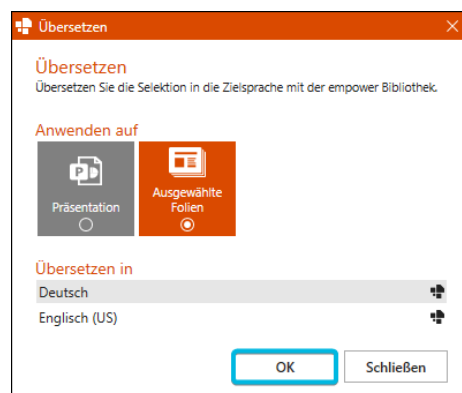 Übersetzen
Übersetzen
Übersetzen Sie die Selektion in die Zielsprache mit der empower Bibliothek.
Anwenden auf
Präsentation
Ausgewählte
Folien
Übersetzen in
Deutsch
Englisch (US)
OK
Schließen